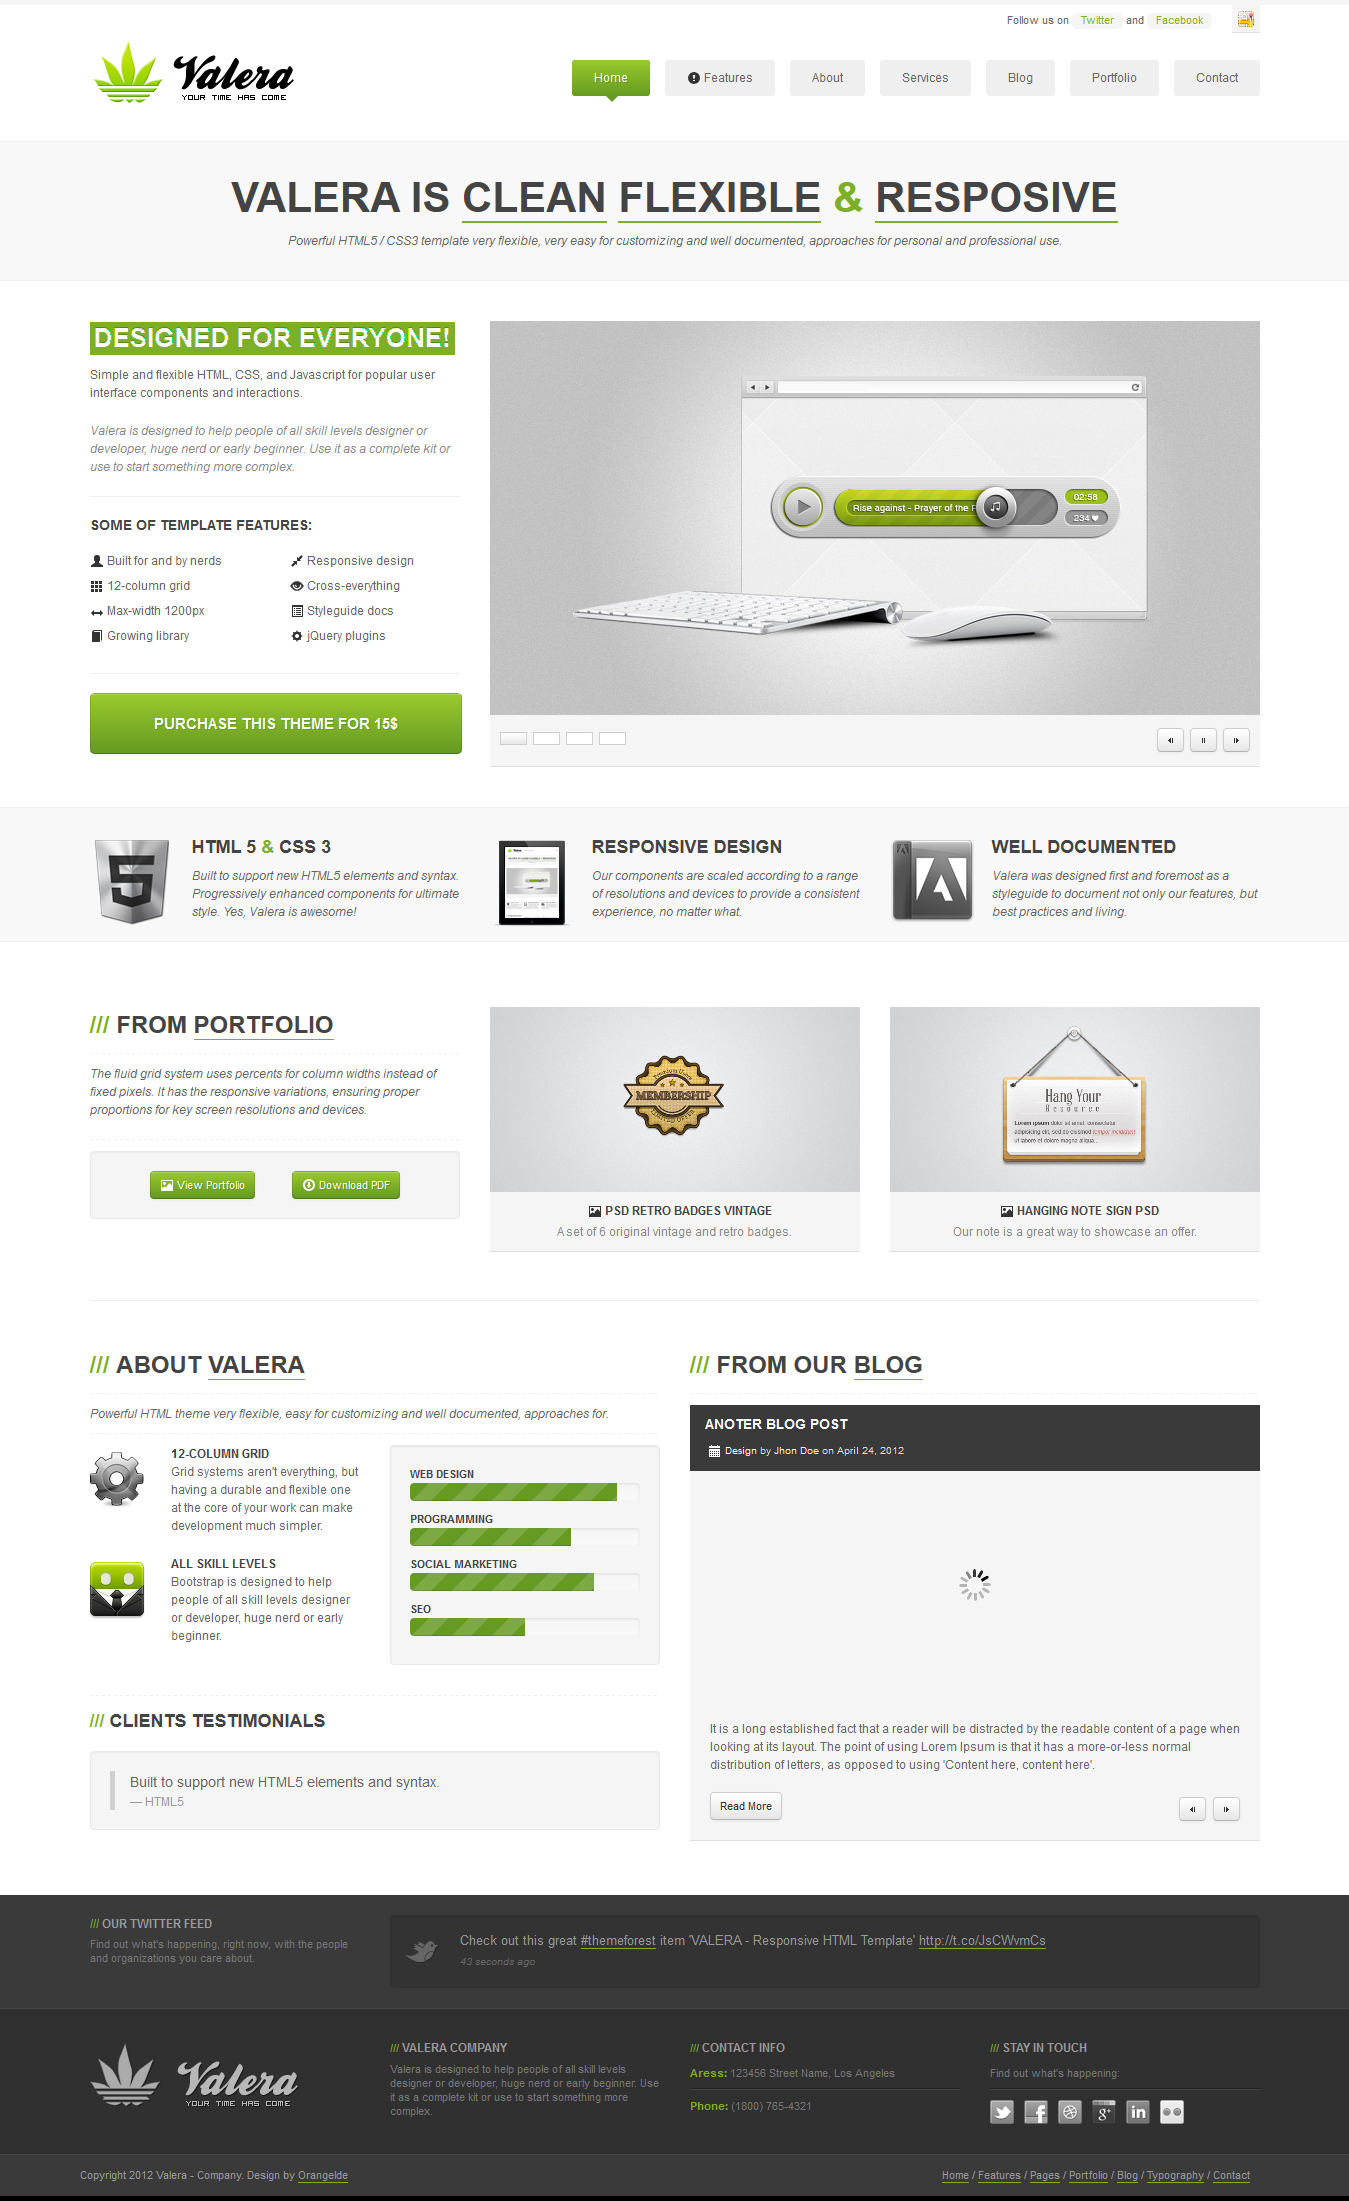 Follow us on Twitter and Facebook
Valera
YOUR TIME HAS COME
Home
Features
About
Services
Blog
Portfolio
Contact
VALERA IS CLEAN FLEXIBLE & RESPOSIVE
Powerful HTML5 / CSS3 template very flexible, very easy for customizing and well documented, approaches for personal and professional use.
DESIGNED FOR EVERYONE!
Simple and flexible HTML, CSS, and Javascript for popular user
interface components and interactions.
Valera is designed to help people of all skill levels designer or
developer, huge nerd or early beginner. Use it as a complete kit or
use to start something more complex.
SOME OF TEMPLATE FEATURES:
Built for and by nerds
Responsive design
12-column grid
Cross-everything
Max-width 1200px
Styleguide docs
Growing library
jQuery plugins
PURCHASE THIS THEME FOR 15$
Rise against - Prayer of the
02:58
234
HTML 5 & CSS 3
Built to support new HTML5 elements and syntax.
Progressively enhanced components for ultimate
style. Yes, Valera is awesome!
RESPONSIVE DESIGN
Our components are scaled according to a range
of resolutions and devices to provide a consistent
experience, no matter what.
WELL DOCUMENTED
Valera was designed first and foremost as a
styleguide to document not only our features, but
best practices and living.
/// FROM PORTFOLIO
The fluid grid system uses percents for column widths instead of
fixed pixels. It has the responsive variations, ensuring proper
proportions for key screen resolutions and devices.
View Portfolio
Download PDF
MEMBERSHIP
PSD RETRO BADGES VINTAGE
A set of 6 original vintage and retro badges.
Hang Your
Resource
Lorem ipsum dolor sit amet, consectetur
adipisicing elit, sed do eiusmod tempor incididunt
ut labore et dolore magna aliqua...
HANGING NOTE SIGN PSD
Our note is a great way to showcase an offer.
/// ABOUT VALERA
Powerful HTML theme very flexible, easy for customizing and well documented, approaches for.
12-COLUMN GRID
Grid systems aren't everything, but
having a durable and flexible one
at the core of your work can make
development much simpler.
ALL SKILL LEVELS
Bootstrap is designed to help
people of all skill levels designer
or developer, huge nerd or early
beginner.
WEB DESIGN
PROGRAMMING
SOCIAL MARKETING
SEO
/// CLIENTS TESTIMONIALS
Built to support new HTML5 elements and syntax.
— HTML5
/// FROM OUR BLOG
ANOTER BLOG POST
Design by Jhon Doe on April 24, 2012
It is a long established fact that a reader will be distracted by the readable content of a page when
looking at its layout. The point of using Lorem Ipsum is that it has a more-or-less normal
distribution of letters, as opposed to using 'Content here, content here'.
Read More
/// OUR TWITTER FEED
Find out what's happening, right now, with the people
and organizations you care about.
Check out this great #themeforest item 'VALERA - Responsive HTML Template' http://t.co/JsCWvmCs
43 seconds ago
Valera
YOUR TIME HAS COME
/// VALERA COMPANY
Valera is designed to help people of all skill levels
designer or developer, huge nerd or early beginner. Use
it as a complete kit or use to start something more
complex.
/// CONTACT INFO
Aress: 123456 Street Name, Los Angeles
Phone: (1800) 765-4321
/// STAY IN TOUCH
Find out what's happening:
Copyright 2012 Valera - Company. Design by Orangelde
Home / Features / Pages / Portfolio / Blog / Typography / Contact